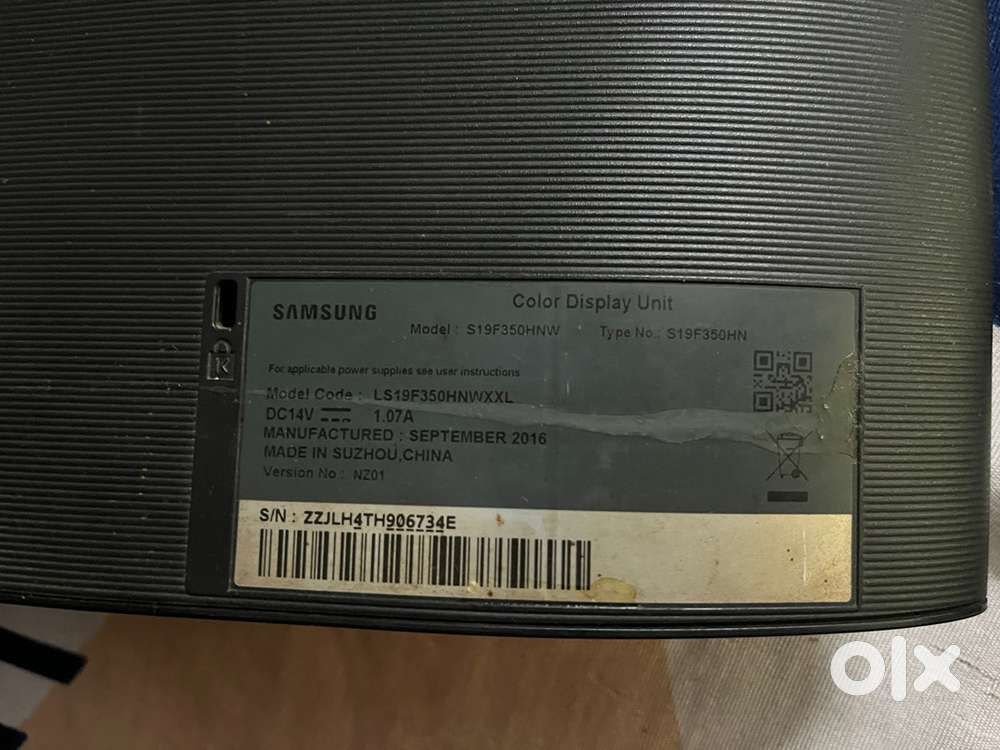 SAMSUNG
Color Display Unit
Model : S19F350HNW Type No.: S19F350HN
For applicable power supplies see user instructions
Model Code : LS19F350HNWXXL
DC14V 1.07A
MANUFACTURED : SEPTEMBER 2016
MADE IN SUZHOU,CHINA
Version No.: NZ01
S/N : ZZJLH4TH906734E
K
olx